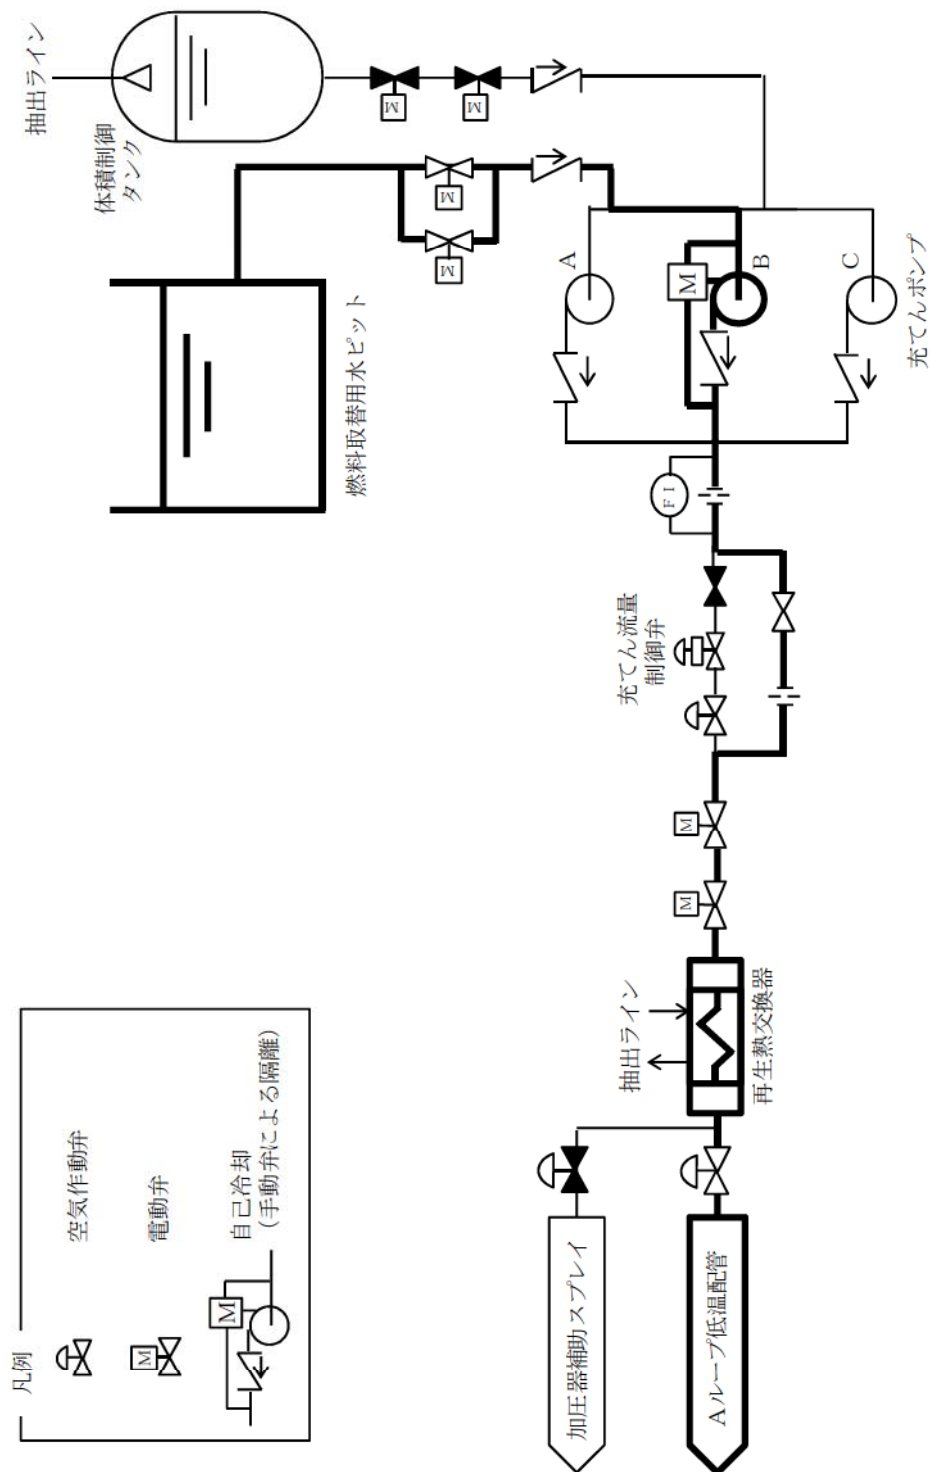 凡例
空気作動弁
M
電動弁
M
自己冷却
(手動弁による隔離)
加圧器補助スプレイ
Aループ低温配管
抽出ライン
再生熱交換器
M
M
充てん流量
制御弁
F I
燃料取替用水ピット
M
M
体積制御
タンク
抽出ライン
M
M
A
M
B
C
充てんポンプ